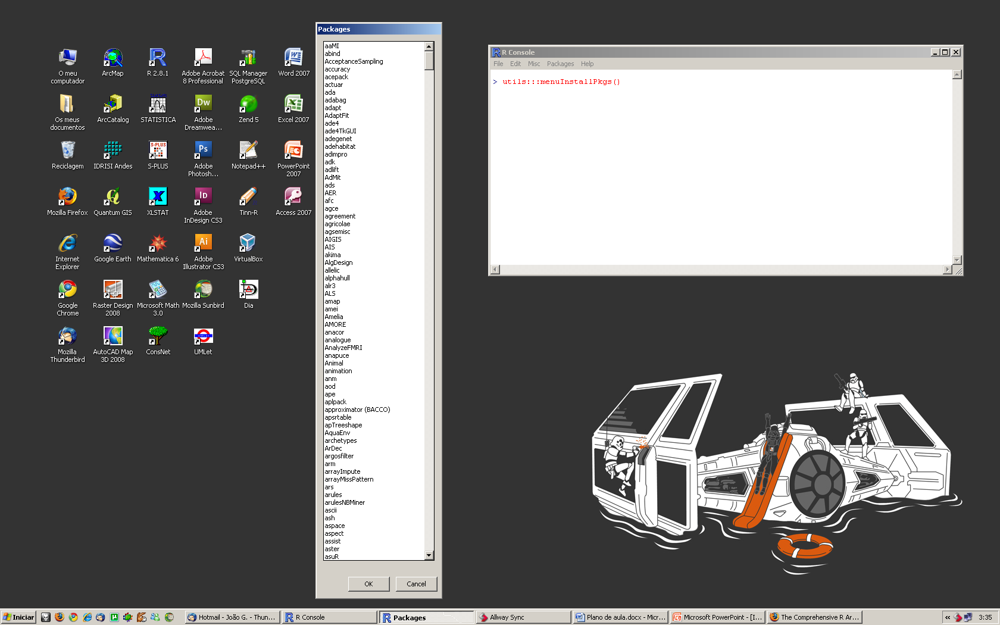 O meu
computador
ArcMap
R 2.8.1
Adobe Acrobat
8 Professional
SQL Manager
PostgreSQL
Word 2007
Os meus
documentos
ArcCatalog
StatSoft
STATISTICA
Dw
Adobe
Dreamwea...
Zend 5
Excel 2007
Reciclagem
IDRISI Andes
S-PLUS
S-PLUS
Ps
Adobe
Photosh...
Notepad++
PowerPoint
2007
Mozilla Firefox
Quantum GIS
X
XLSTAT
Id
Adobe
InDesign CS3
Tinn-R
Access 2007
Internet
Explorer
Google Earth
Mathematica 6
Ai
Adobe
Illustrator CS3
VirtualBox
Google
Chrome
Raster Design
2008
Microsoft Math
3.0
Mozilla Sunbird
Dia
Mozilla
Thunderbird
AutoCAD Map
3D 2008
ConsNet
UMLET
UMLet
Packages
aaMI
abind
AcceptanceSampling
accuracy
acepack
actuar
ada
adabag
adapt
AdaptFit
ade4
ade4TkGUI
adegenet
adehabitat
adimpro
adk
adlift
AdMit
ads
AER
afc
agce
agreement
agricolae
agsemisc
AIGIS
AIS
akima
AlgDesign
allelic
alphahull
alr3
ALS
amap
amei
Amelia
AMORE
anacor
analogue
AnalyzeFMRI
anapuce
Animal
animation
anm
aod
ape
aplpack
approximator (BACCO)
apsrtable
apTreeshape
AquaEnv
archetypes
ArDec
argosfilter
arm
arrayImpute
arrayMissPattern
ars
arules
arulesNBMiner
ascii
ash
aspace
aspect
assist
aster
asuR
OK Cancel
R Console
File Edit Misc Packages Help
> utils:::menuInstallPkgs()
Iniciar
Hotmail - João G. - Thun...
R Console
Packages
Allway Sync
Plano de aula.docx - Micr...
Microsoft PowerPoint - [I...
The Comprehensive R Ar...
«
3:35